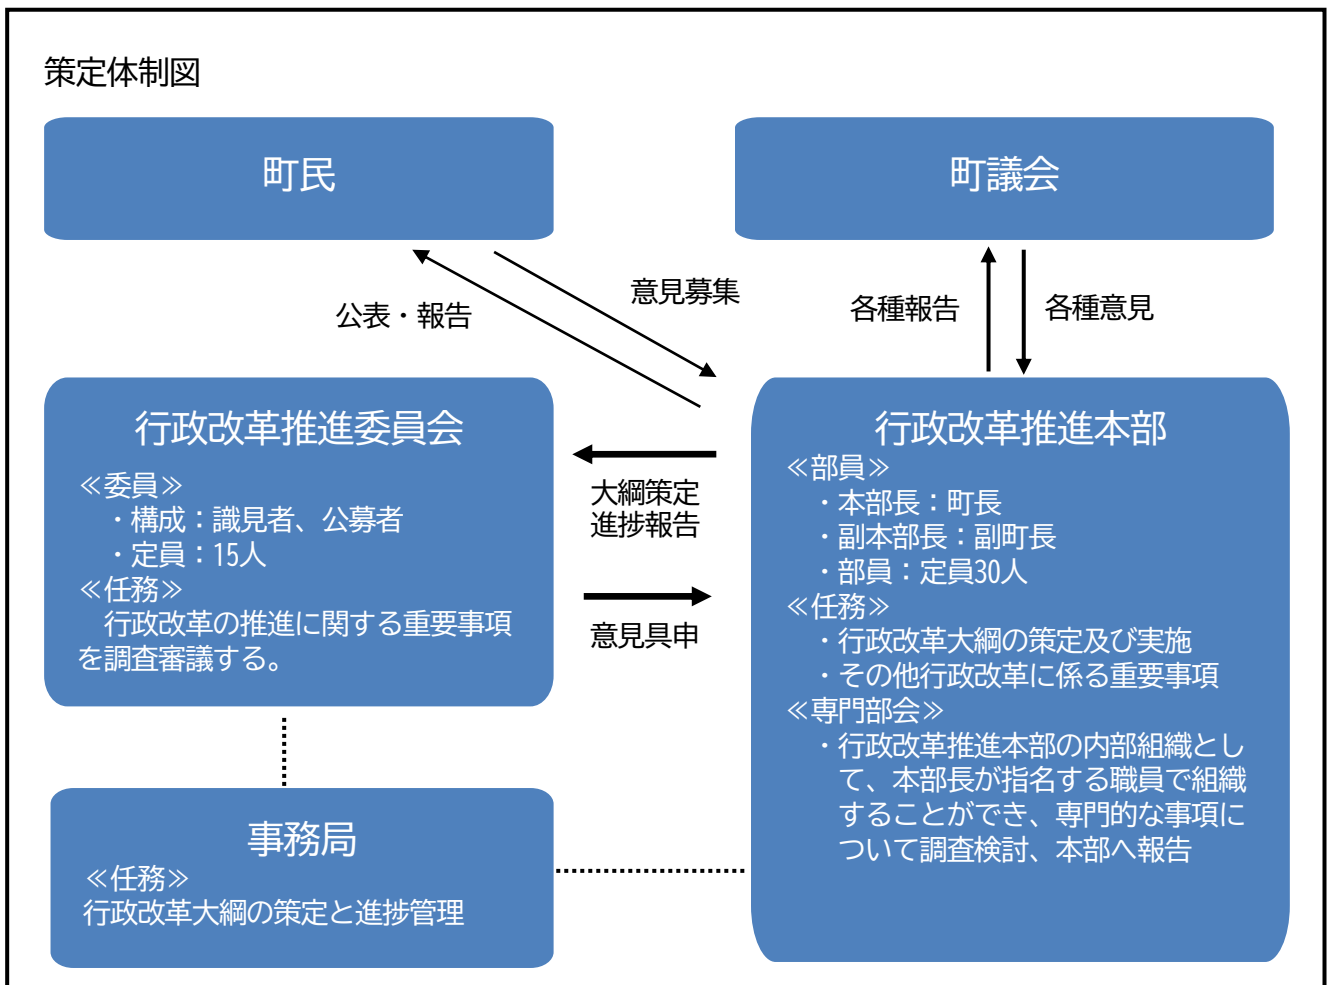 策定体制図
町民
町議会
意見募集
公表・報告
各種報告
各種意見
行政改革推進委員会
≪委員≫
・構成：識見者、公募者
・定員：15人
≪任務≫
行政改革の推進に関する重要事項
を調査審議する。
大綱策定
進捗報告
意見具申
行政改革推進本部
≪部員≫
・本部長：町長
・副本部長：副町長
・部員：定員30人
≪任務≫
・行政改革大綱の策定及び実施
・その他行政改革に係る重要事項
≪専門部会≫
・行政改革推進本部の内部組織とし
て、本部長が指名する職員で組織
することができ、専門的な事項に
ついて調査検討、本部へ報告
事務局
≪任務≫
行政改革大綱の策定と進捗管理